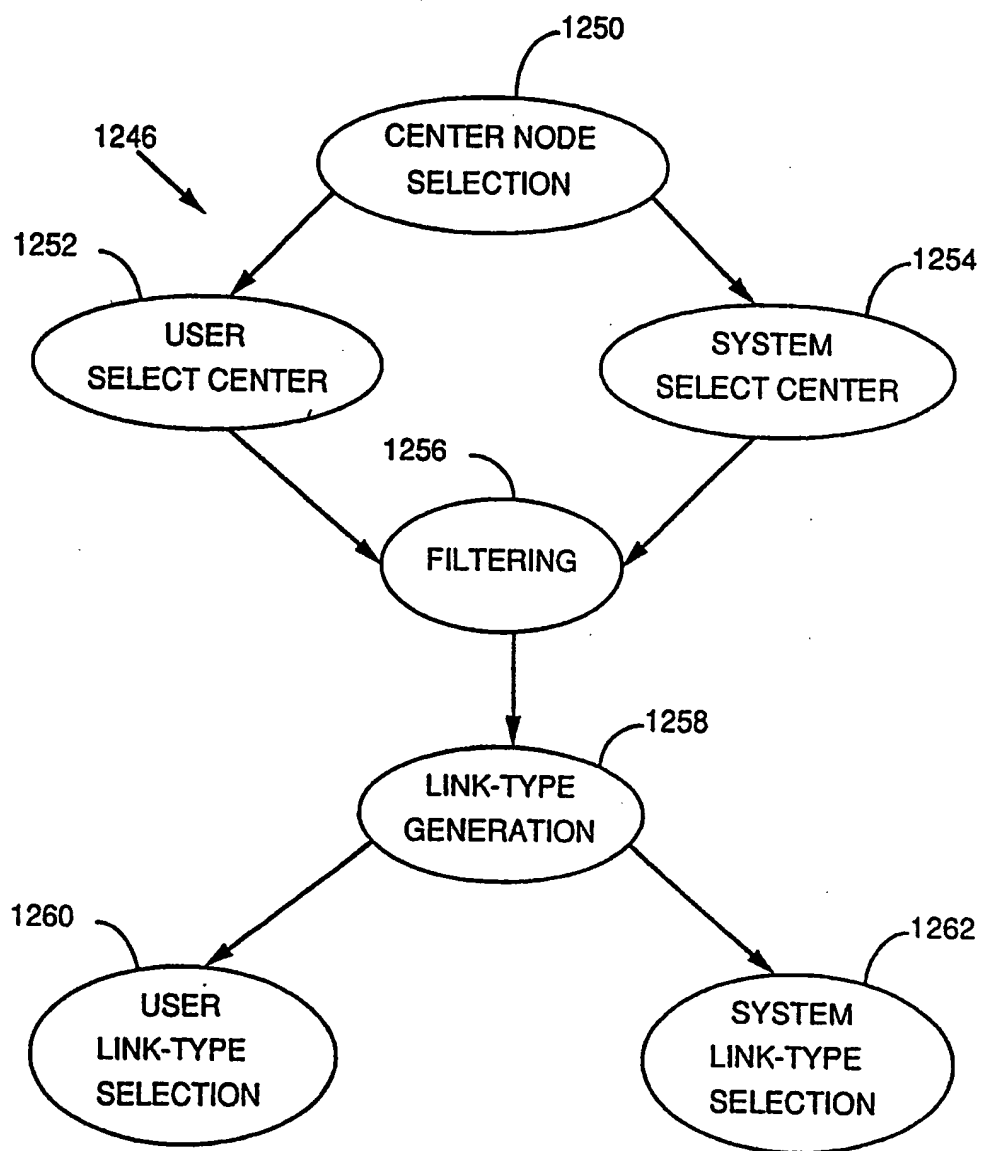 1250
CENTER NODE
SELECTION
1246
1252
1254
USER
SELECT CENTER
SYSTEM
SELECT CENTER
1256
FILTERING
1258
LINK-TYPE
GENERATION
1260
1262
USER
LINK-TYPE
SELECTION
SYSTEM
LINK-TYPE
SELECTION